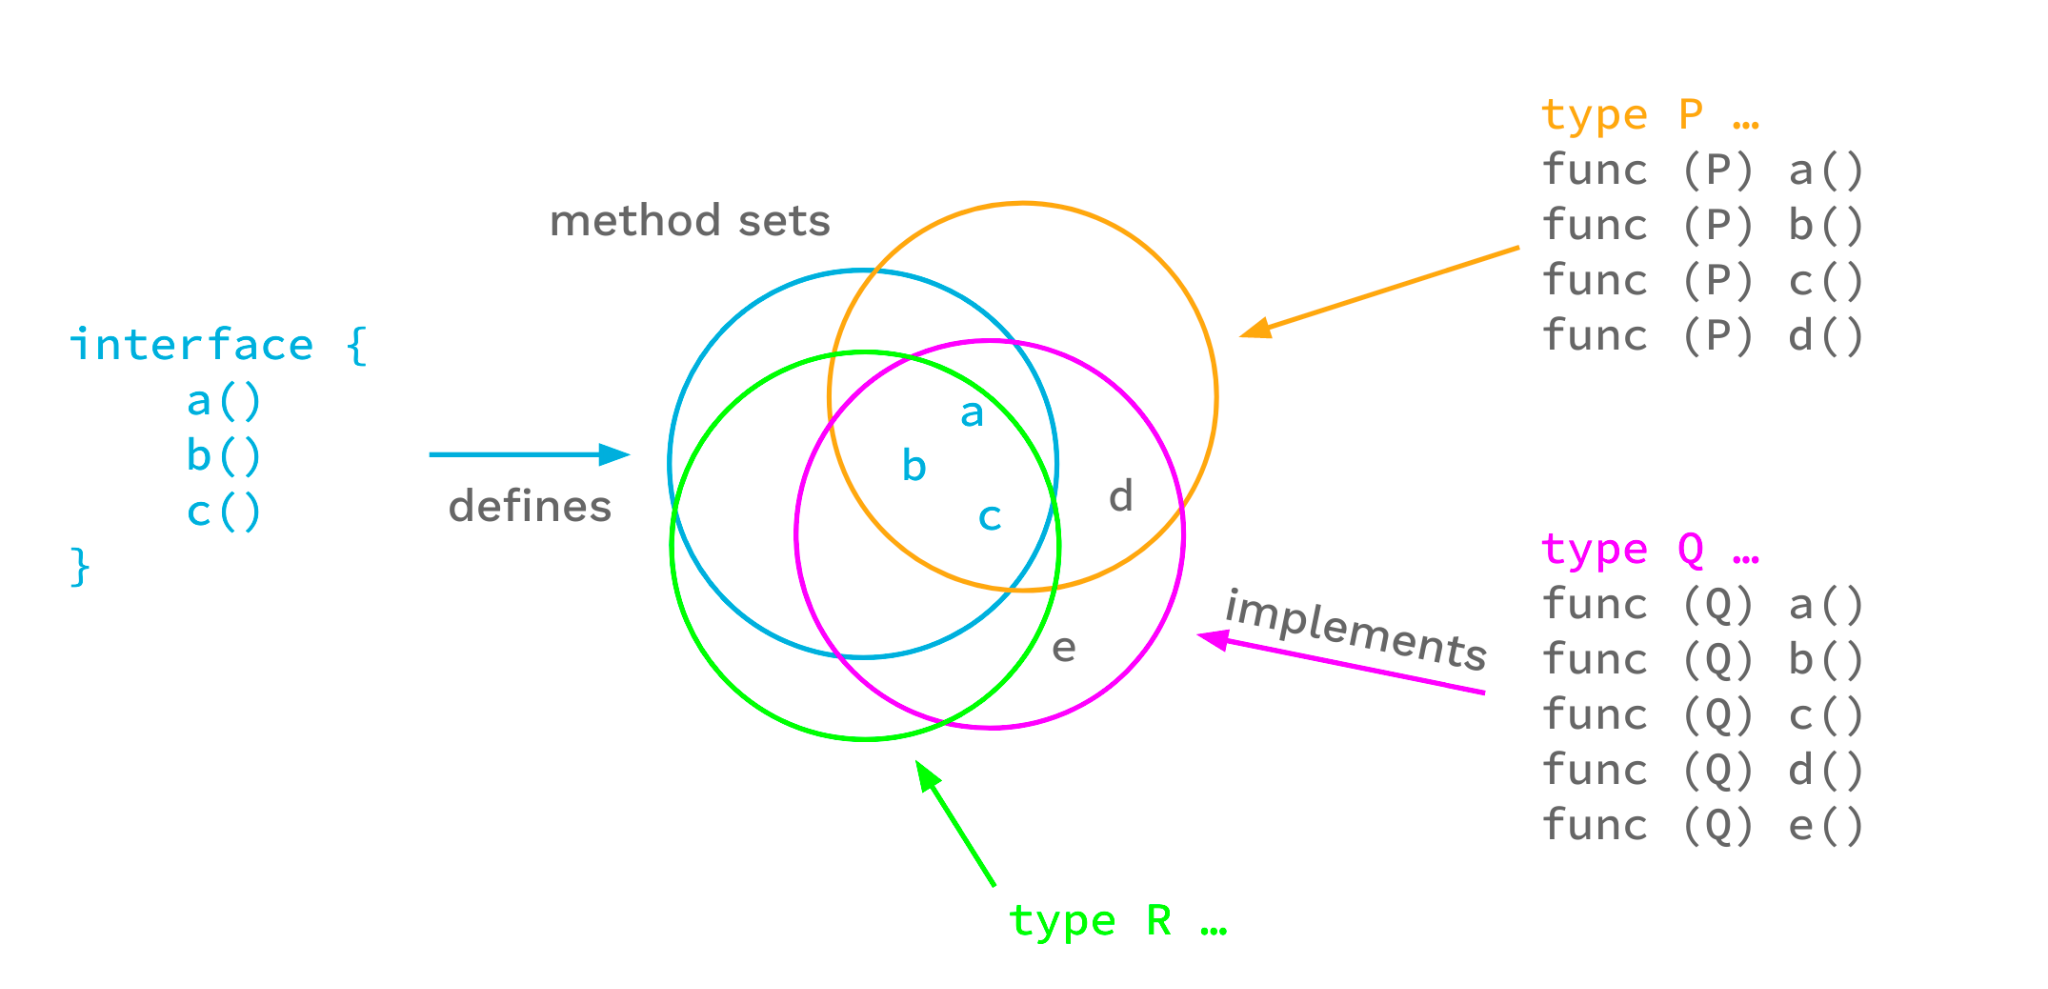 interface {
a()
b()
c()
}
defines
method sets
a
b
c
d
e
type P …
func (P) a()
func (P) b()
func (P) c()
func (P) d()
implements
type Q …
func (Q) a()
func (Q) b()
func (Q) c()
func (Q) d()
func (Q) e()
type R …